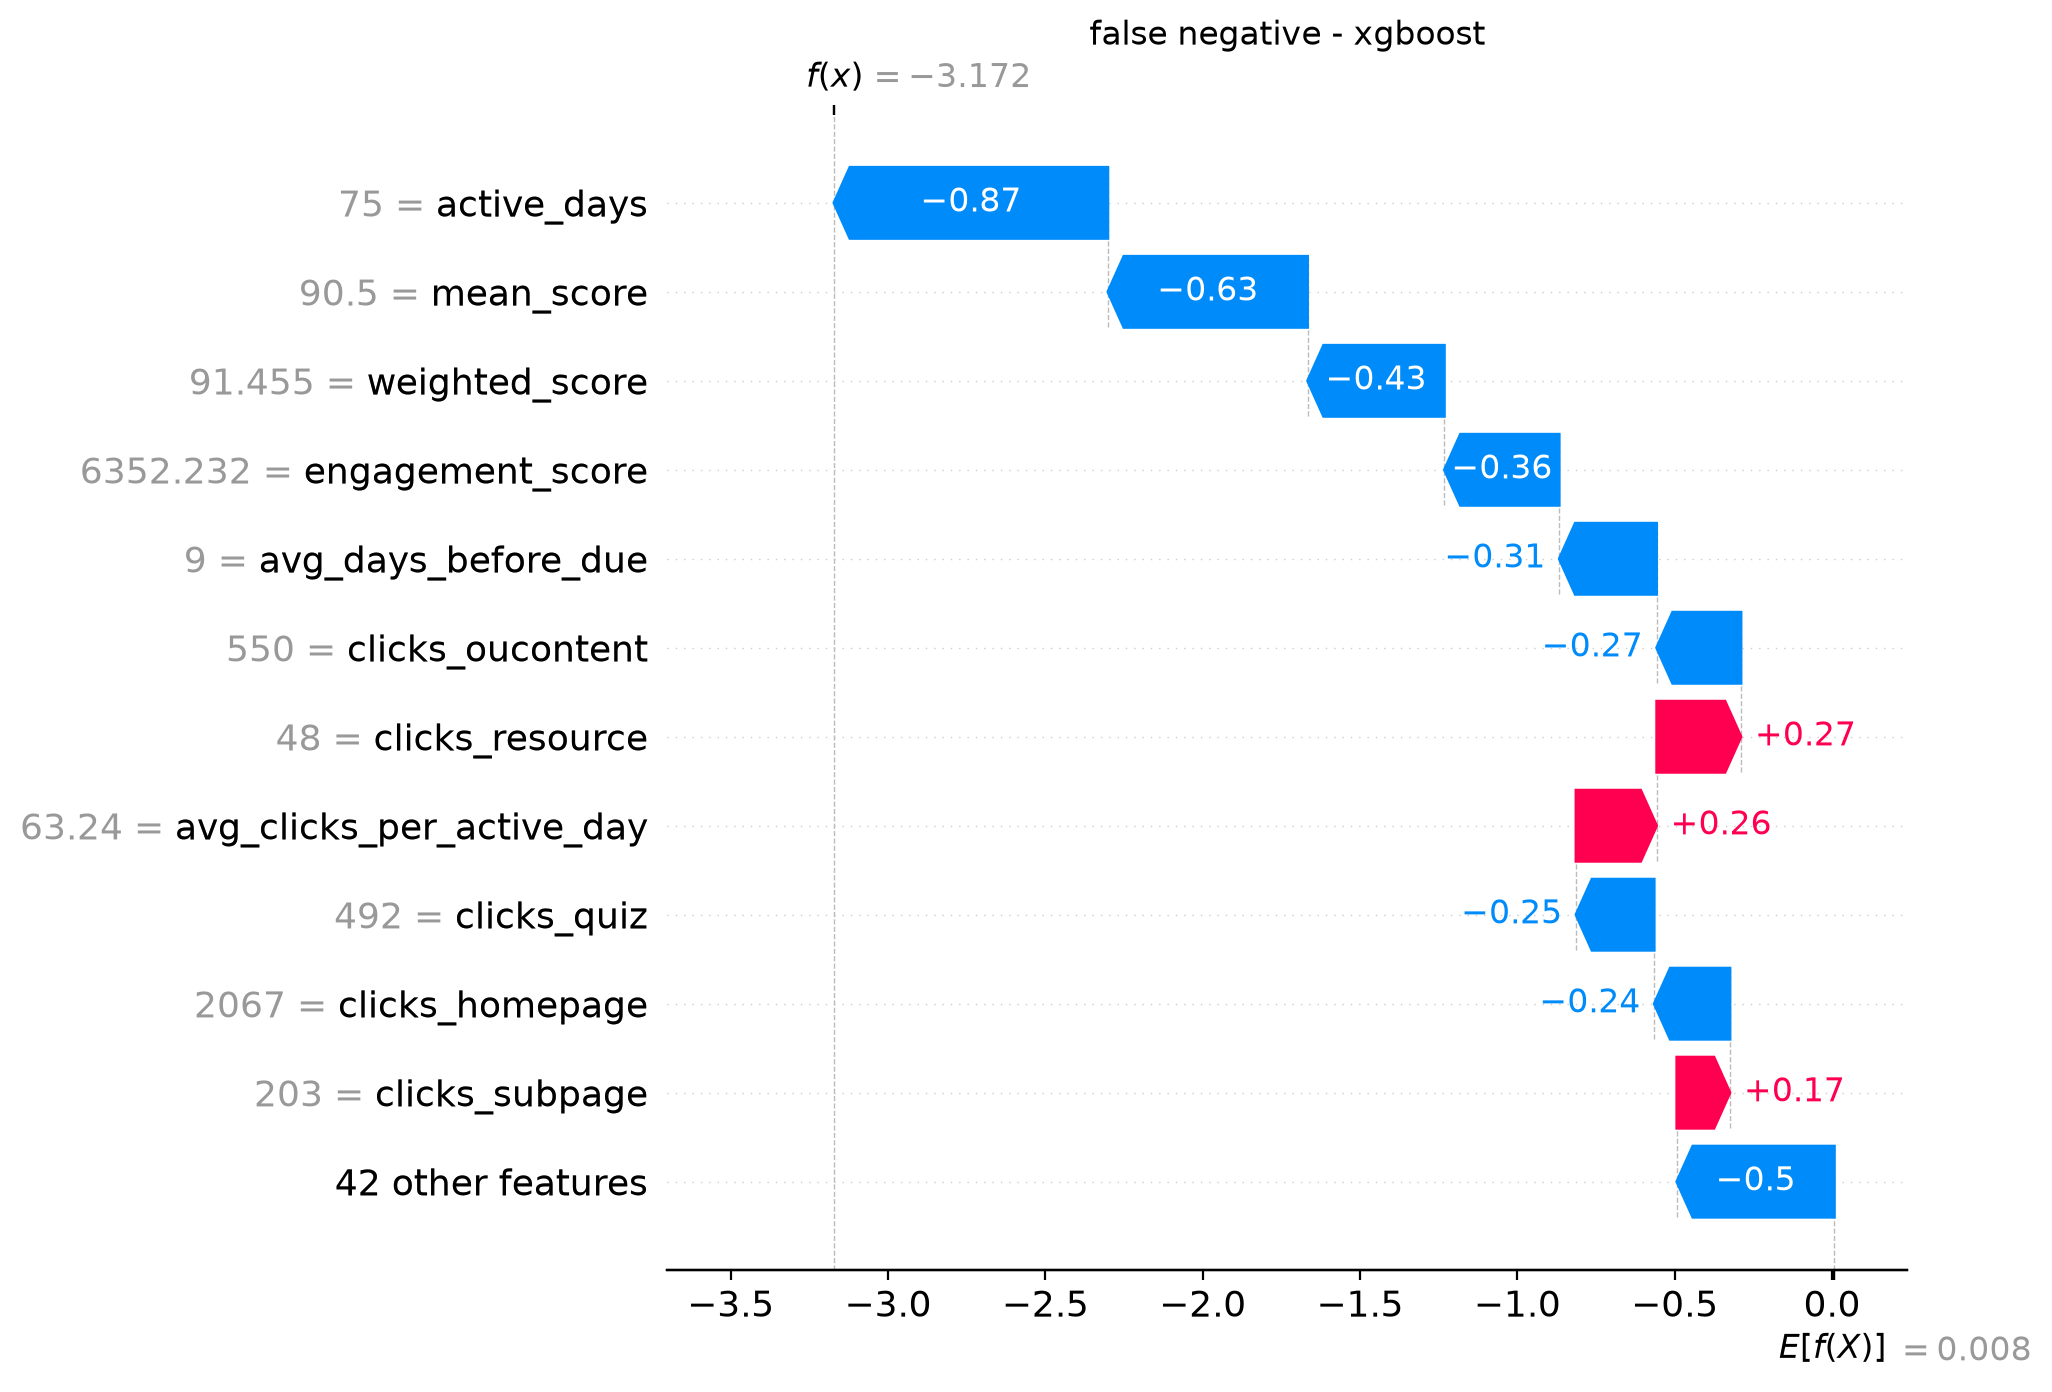 false negative - xgboost
f(x) = −3.172
75 = active_days
−0.87
90.5 = mean_score
−0.63
91.455 = weighted_score
−0.43
6352.232 = engagement_score
−0.36
9 = avg_days_before_due
−0.31
550 = clicks_oucontent
−0.27
48 = clicks_resource
+0.27
63.24 = avg_clicks_per_active_day
+0.26
492 = clicks_quiz
−0.25
2067 = clicks_homepage
−0.24
203 = clicks_subpage
+0.17
42 other features
−0.5
−3.5 −3.0 −2.5 −2.0 −1.5 −1.0 −0.5 0.0
E[f(X)] = 0.008